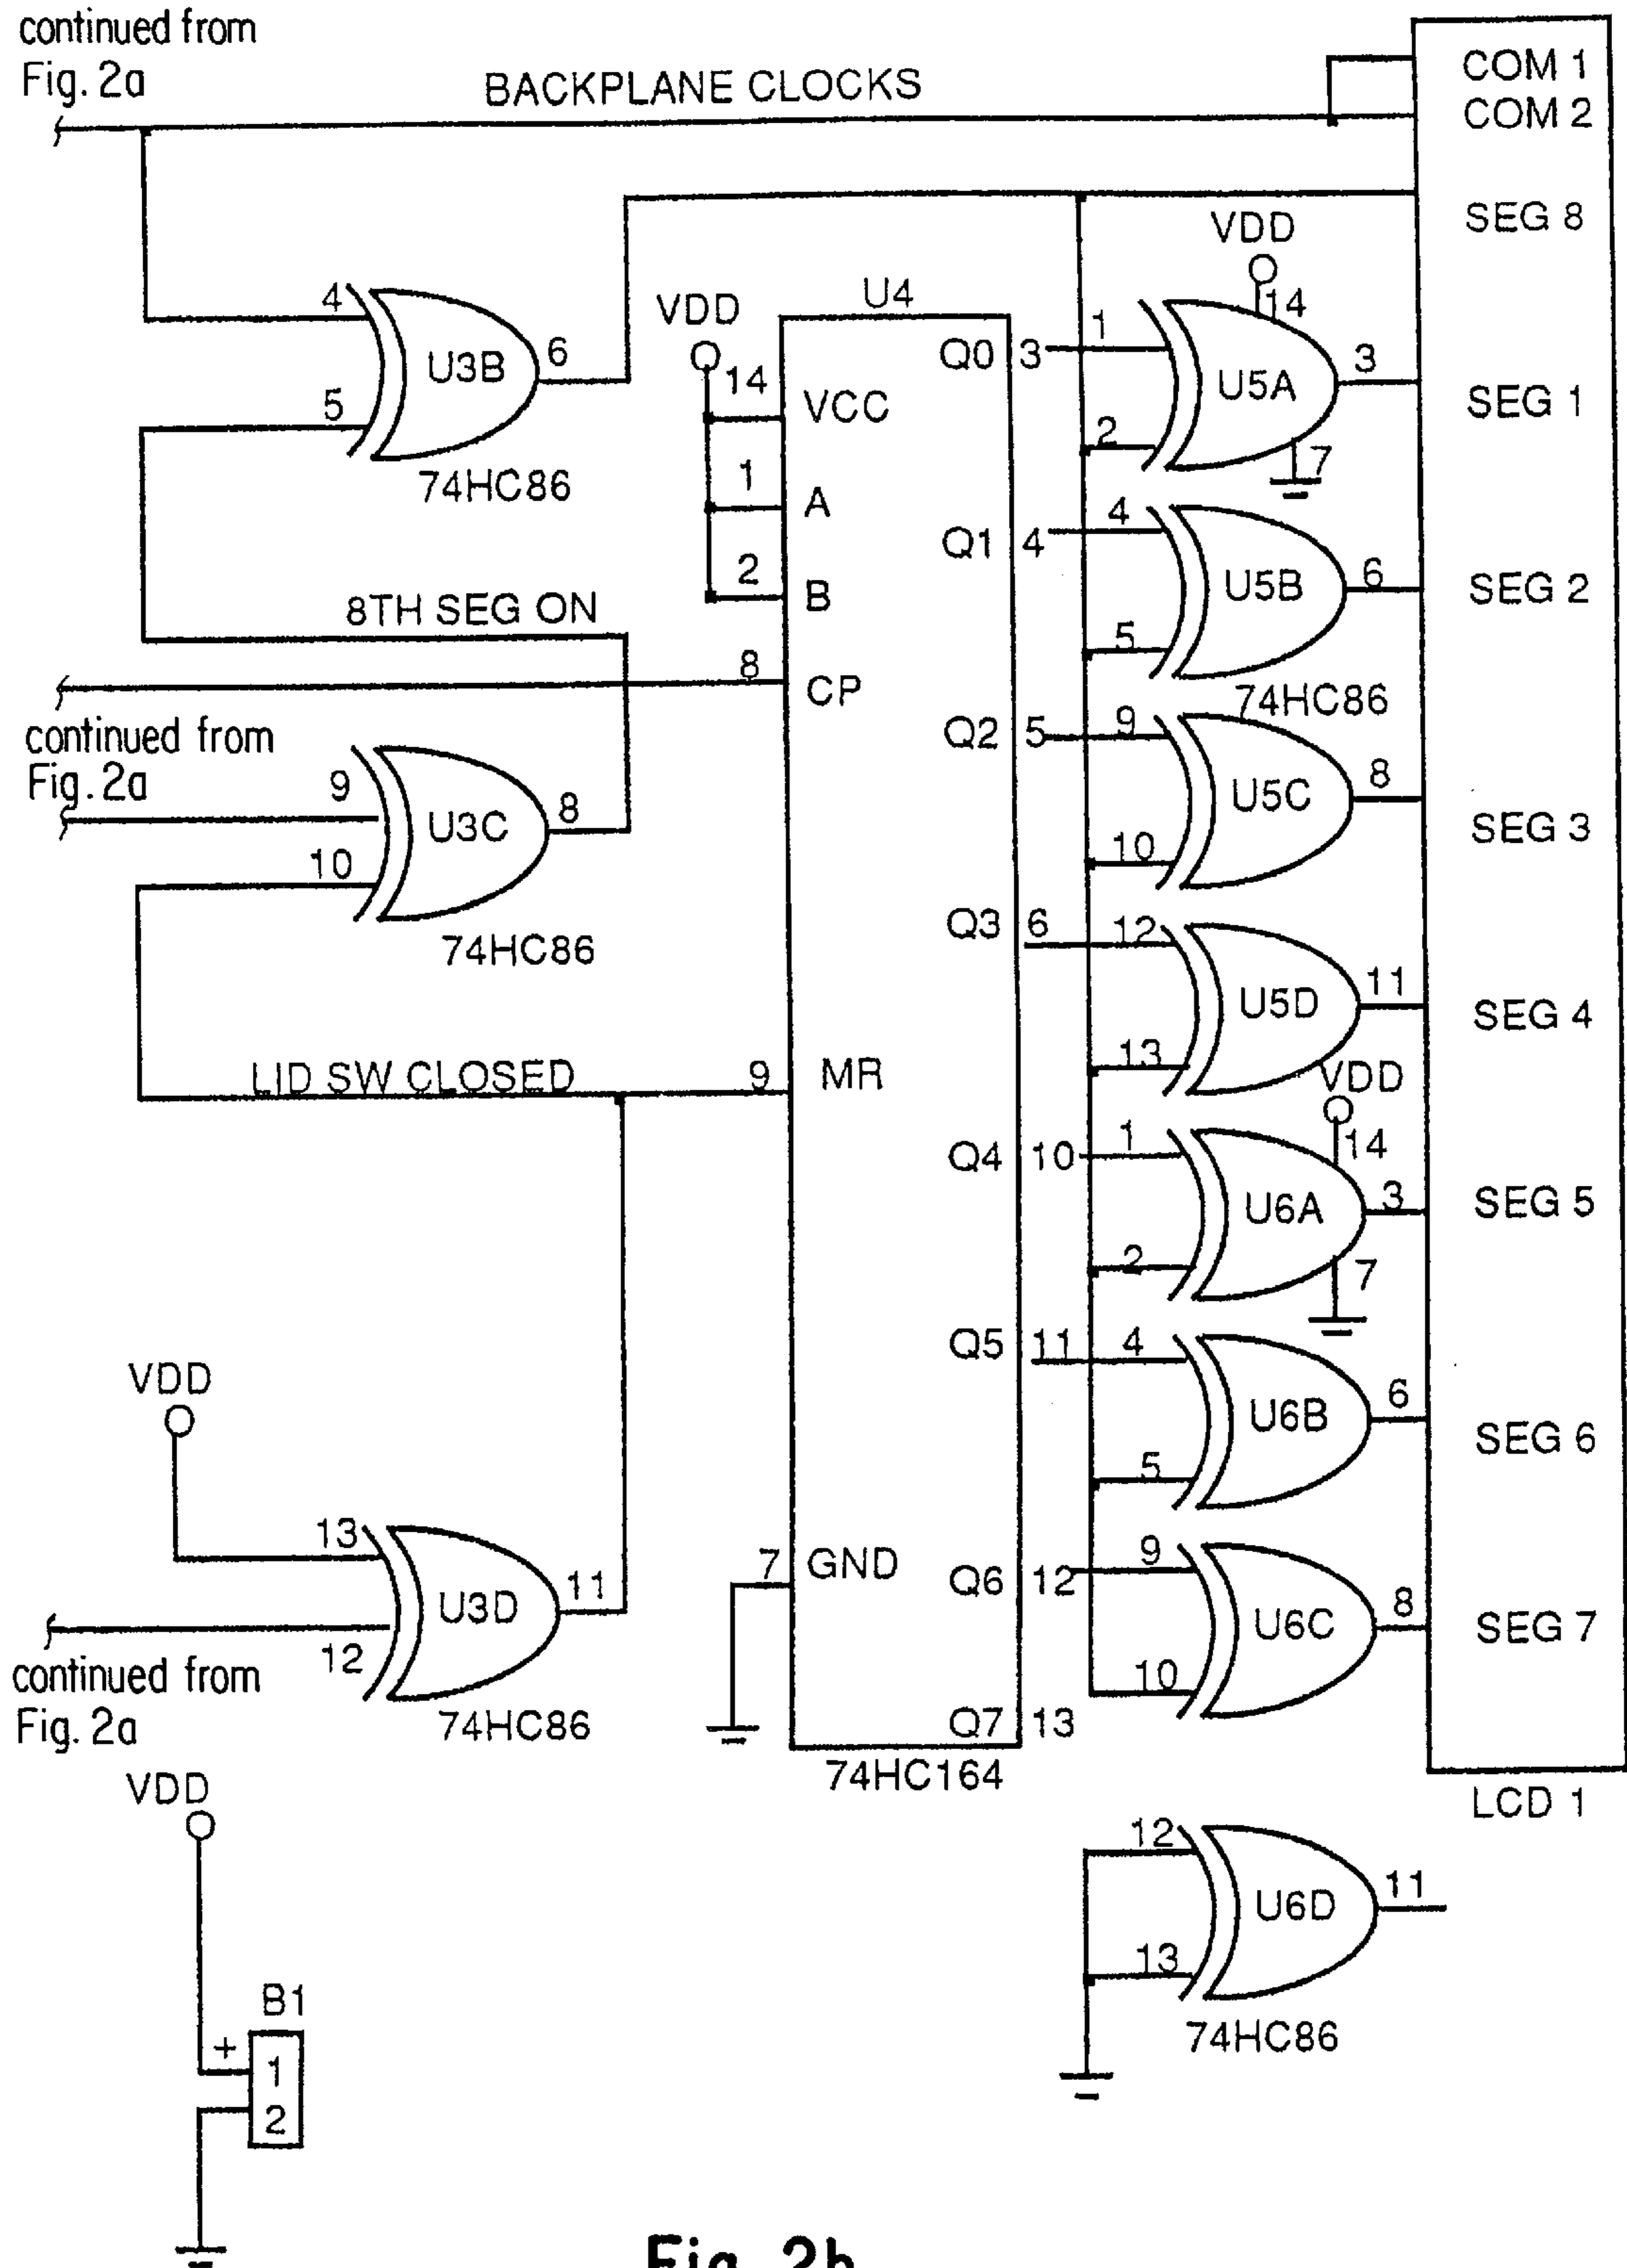 continued from
Fig. 2a
BACKPLANE CLOCKS
COM 1
COM 2
SEG 8
4
5
U3B
6
74HC86
8TH SEG ON
continued from
Fig. 2a
9
10
U3C
8
74HC86
LID SW CLOSED
VDD
13
12
U3D
11
74HC86
continued from
Fig. 2a
VDD
B1
+
1
2
VDD
U4
14
VCC
1
A
2
B
8
CP
9
MR
7
GND
Q0 3
Q1 4
Q2 5
Q3 6
Q4 10
Q5 11
Q6 12
Q7 13
74HC164
VDD
14
1
2
U5A
3
7
SEG 1
4
5
U5B
6
SEG 2
74HC86
9
10
U5C
8
SEG 3
12
13
U5D
11
SEG 4
VDD
14
1
2
U6A
3
7
SEG 5
4
5
U6B
6
SEG 6
9
10
U6C
8
SEG 7
LCD 1
12
13
U6D
11
74HC86
Fig. 2b